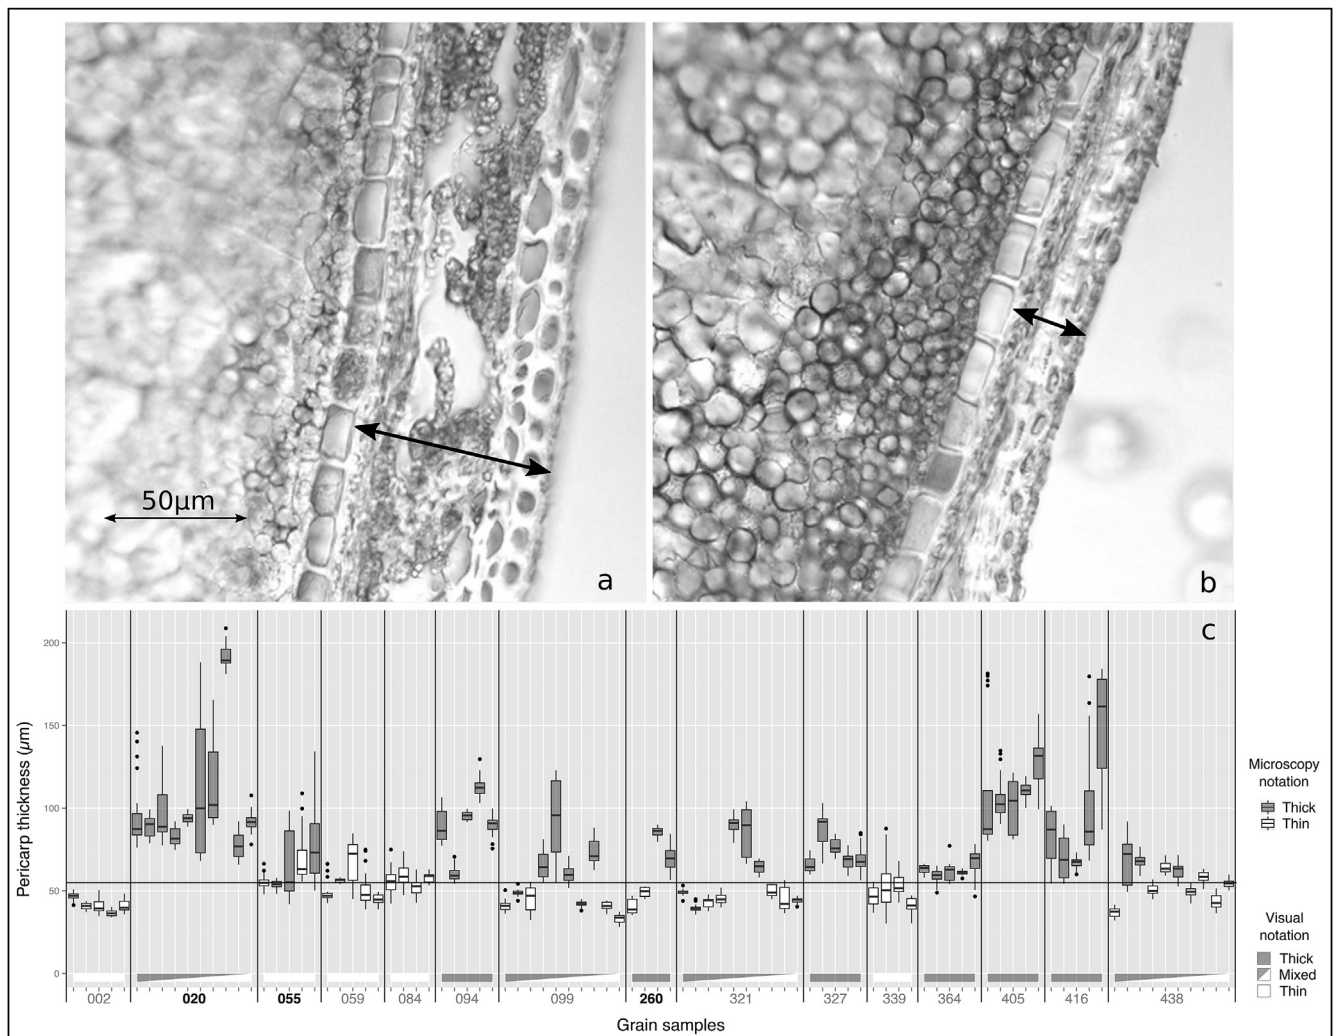 50µm
a
b
c
Pericarp thickness (µm)
200
150
100
50
0
002 020 055 059 084 094 099 260 321 327 339 364 405 416 438
Grain samples
Microscopy
notation
Thick
Thin
Visual
notation
Thick
Mixed
Thin